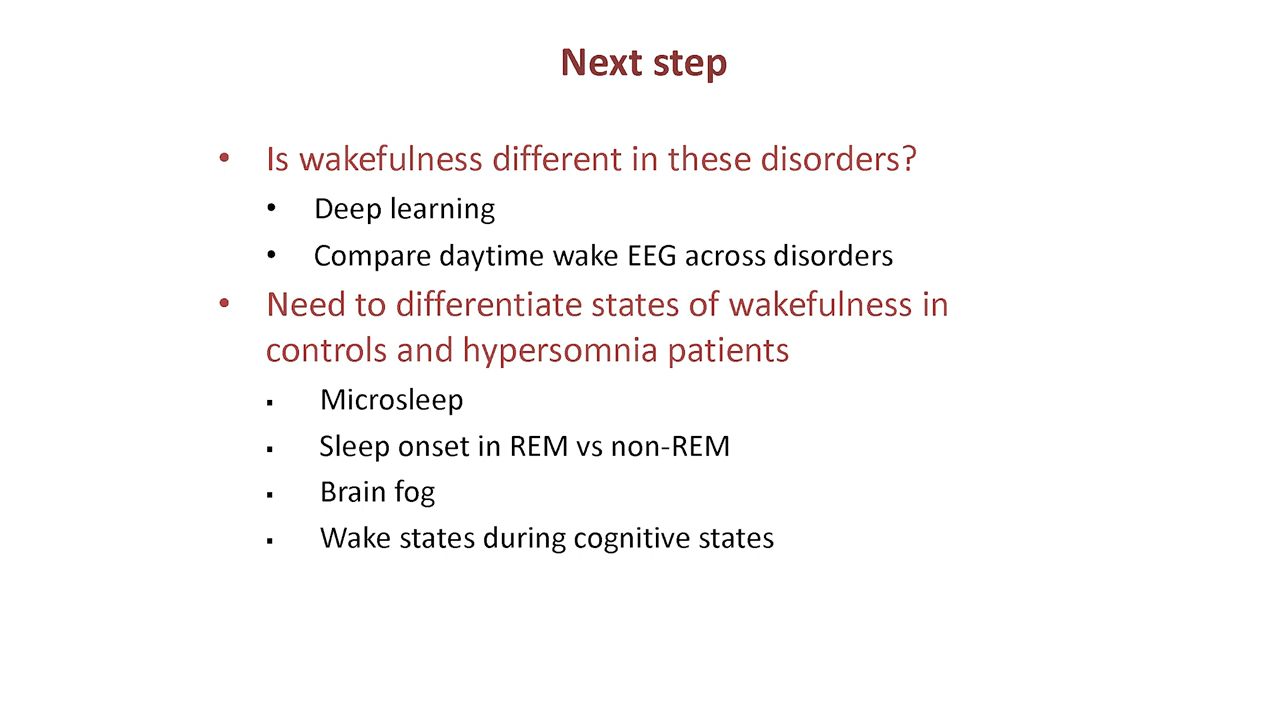 Next step
• Is wakefulness different in these disorders?
• Deep learning
• Compare daytime wake EEG across disorders
• Need to differentiate states of wakefulness in
controls and hypersomnia patients
▪ Microsleep
▪ Sleep onset in REM vs non-REM
▪ Brain fog
▪ Wake states during cognitive states